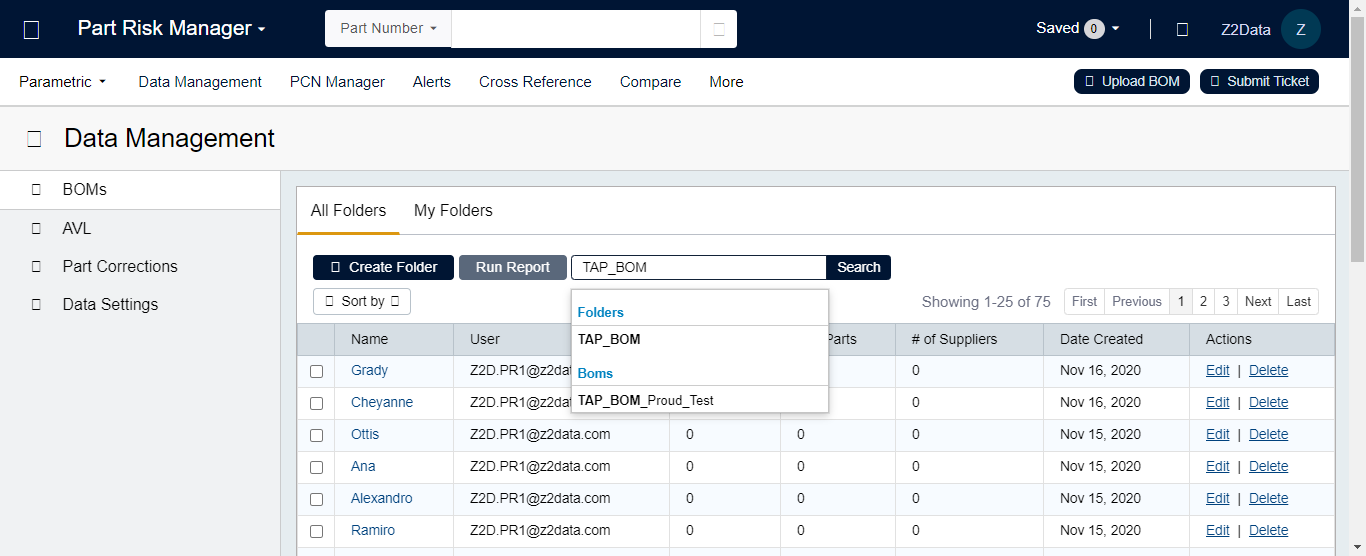 Part Risk Manager
Part Number
Saved 0
Z2Data Z
Parametric Data Management PCN Manager Alerts Cross Reference Compare More
Upload BOM Submit Ticket
Data Management
BOMs
AVL
Part Corrections
Data Settings
All Folders My Folders
Create Folder Run Report TAP_BOM Search
Sort by
Showing 1-25 of 75 First Previous 1 2 3 Next Last
Folders
TAP_BOM
Boms
TAP_BOM_Proud_Test
Name User Parts # of Suppliers Date Created Actions
Grady Z2D.PR1@z2data.com 0 Nov 16, 2020 Edit | Delete
Cheyanne Z2D.PR1@z2data.com 0 Nov 16, 2020 Edit | Delete
Ottis Z2D.PR1@z2data.com 0 0 0 Nov 15, 2020 Edit | Delete
Ana Z2D.PR1@z2data.com 0 0 0 Nov 15, 2020 Edit | Delete
Alexandro Z2D.PR1@z2data.com 0 0 0 Nov 15, 2020 Edit | Delete
Ramiro Z2D.PR1@z2data.com 0 0 0 Nov 15, 2020 Edit | Delete